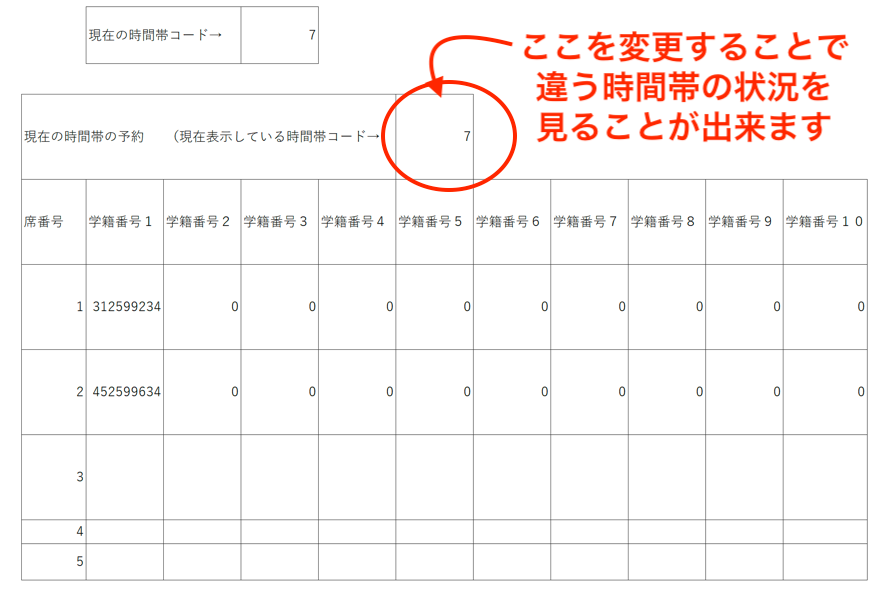 現在の時間帯コード→ 7
ここを変更することで
違う時間帯の状況を
見ることが出来ます
現在の時間帯の予約 （現在表示している時間帯コード→ 7
席番号 学籍番号１ 学籍番号２ 学籍番号３ 学籍番号４ 学籍番号５ 学籍番号６ 学籍番号７ 学籍番号８ 学籍番号９ 学籍番号１０
1 312599234 0 0 0 0 0 0 0 0 0
2 452599634 0 0 0 0 0 0 0 0 0
3
4
5